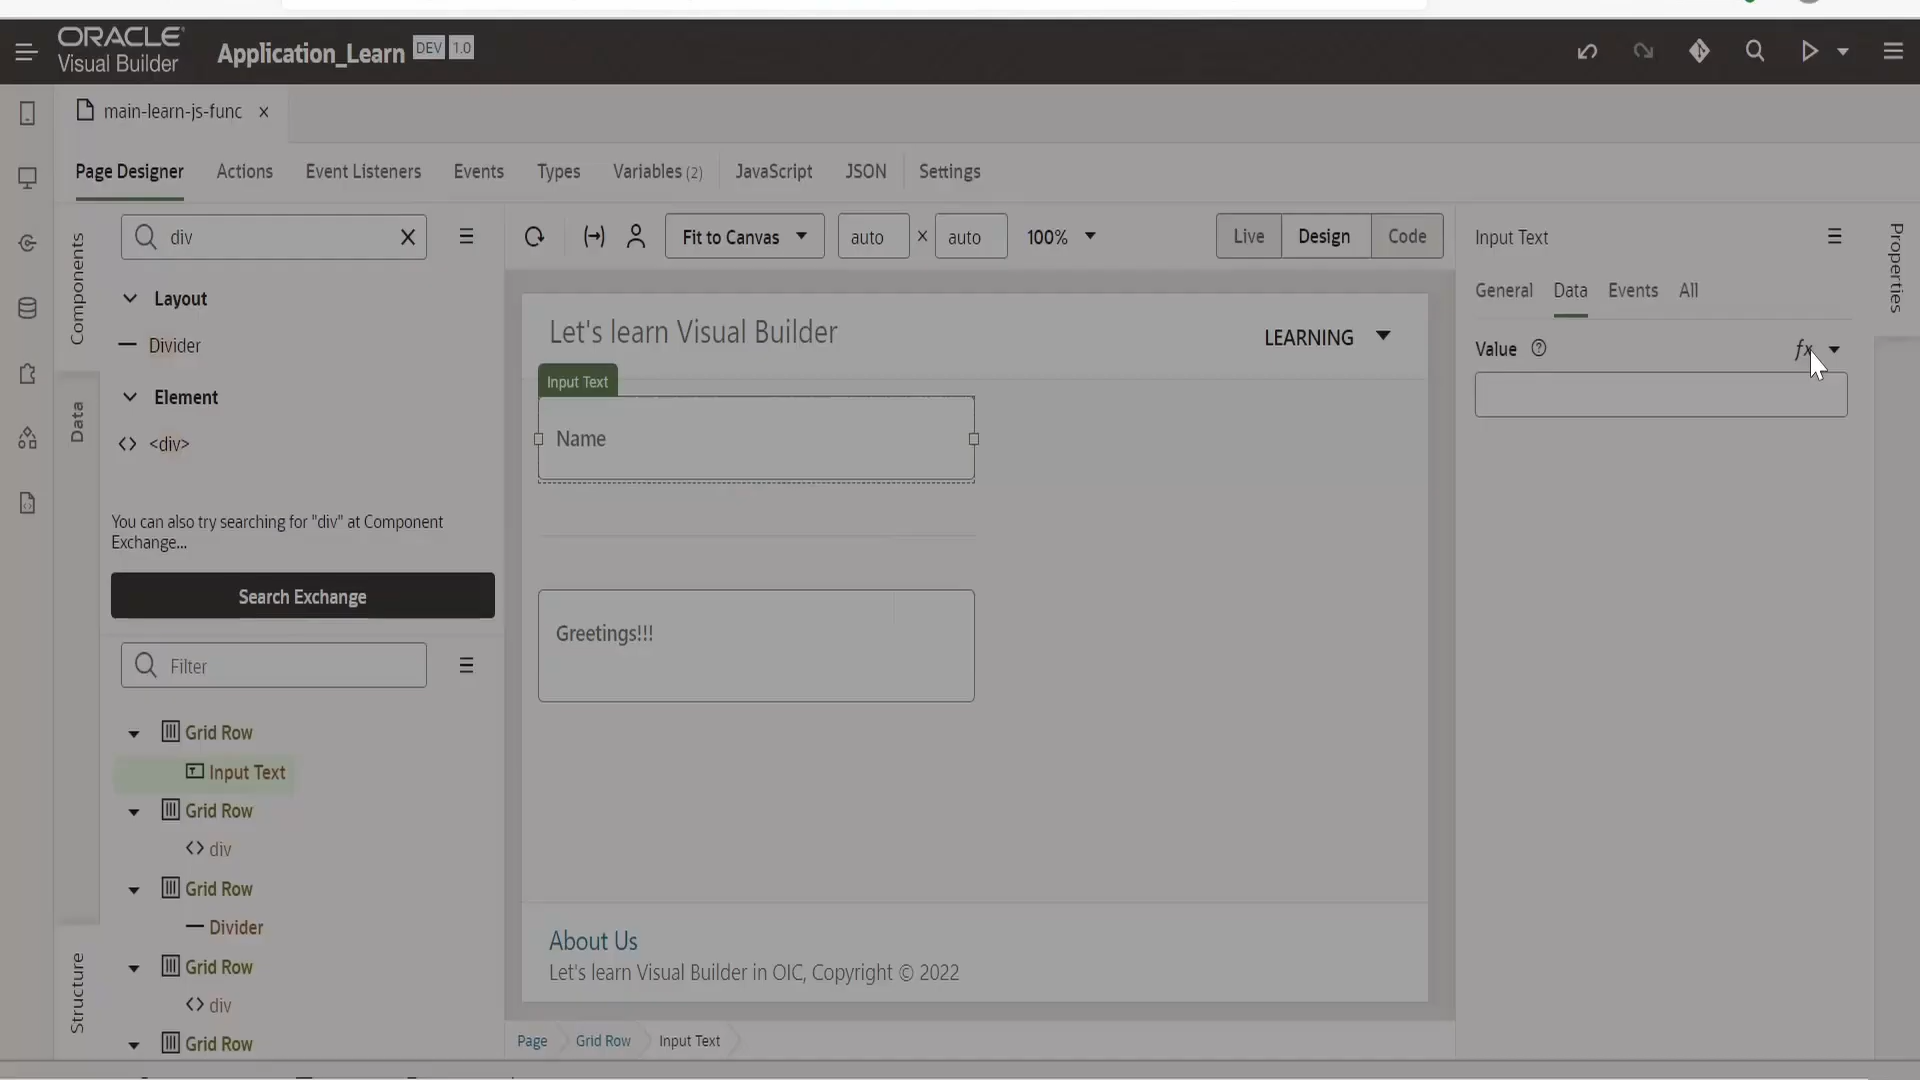 ORACLE
Visual Builder
Application_Learn DEV 1.0
main-learn-js-func
Page Designer Actions Event Listeners Events Types Variables (2) JavaScript JSON Settings
Components
Data
Structure
div
Layout
Divider
Element
<div>
You can also try searching for "div" at Component
Exchange...
Search Exchange
Filter
Grid Row
Input Text
Grid Row
div
Grid Row
Divider
Grid Row
div
Grid Row
Fit to Canvas auto × auto 100% Live Design Code
Let's learn Visual Builder LEARNING
Input Text
Name
Greetings!!!
About Us
Let's learn Visual Builder in OIC, Copyright © 2022
Page Grid Row Input Text
Input Text
General Data Events All
Value fx
Properties